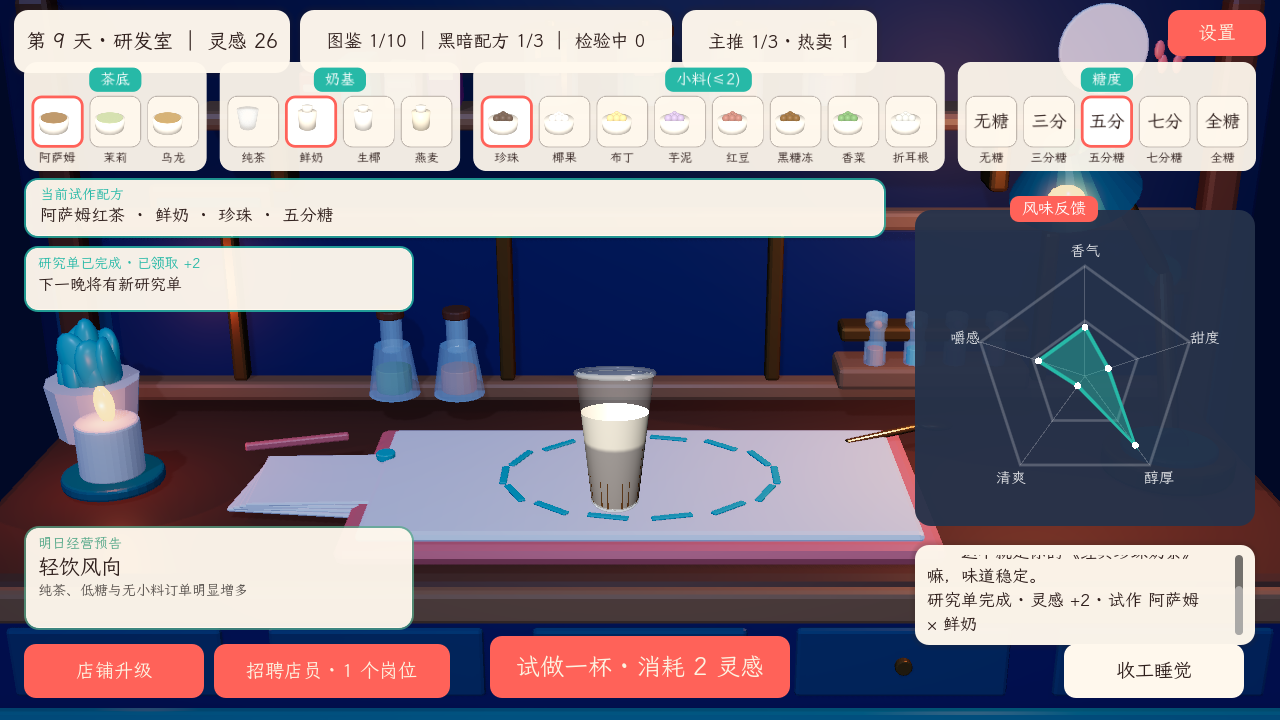 第 9 天·研发室 | 灵感 26
图鉴 1/10 | 黑暗配方 1/3 | 检验中 0
主推 1/3·热卖 1
设置
茶底
阿萨姆 茉莉 乌龙
奶基
纯茶 鲜奶 生椰 燕麦
小料(≤2)
珍珠 椰果 布丁 芋泥 红豆 黑糖冻 香菜 折耳根
糖度
无糖 三分 五分 七分 全糖
无糖 三分糖 五分糖 七分糖 全糖
当前试作配方
阿萨姆红茶 · 鲜奶 · 珍珠 · 五分糖
研究单已完成·已领取 +2
下一晚将有新研究单
风味反馈
香气
嚼感
甜度
清爽
醇厚
明日经营预告
轻饮风向
纯茶、低糖与无小料订单明显增多
嘛，味道稳定。
研究单完成·灵感 +2·试作 阿萨姆
× 鲜奶
店铺升级
招聘店员·1 个岗位
试做一杯·消耗 2 灵感
收工睡觉